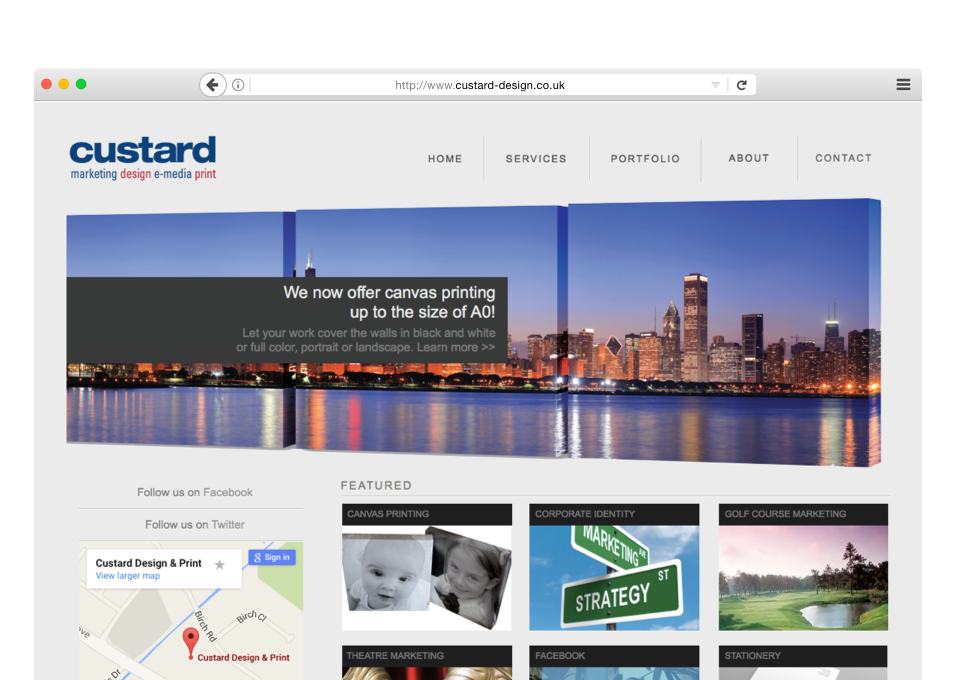 http://www.custard-design.co.uk
custard
marketing design e-media print
HOME
SERVICES
PORTFOLIO
ABOUT
CONTACT
We now offer canvas printing
up to the size of A0!
Let your work cover the walls in black and white
or full color, portrait or landscape. Learn more >>
Follow us on Facebook
Follow us on Twitter
Custard Design & Print
View larger map
8 Sign in
Birch Rd
Birch Cl
ve
Custard Design & Print
s Dr
FEATURED
CANVAS PRINTING
CORPORATE IDENTITY
MARKETING AVE
STRATEGY ST
GOLF COURSE MARKETING
THEATRE MARKETING
FACEBOOK
STATIONERY